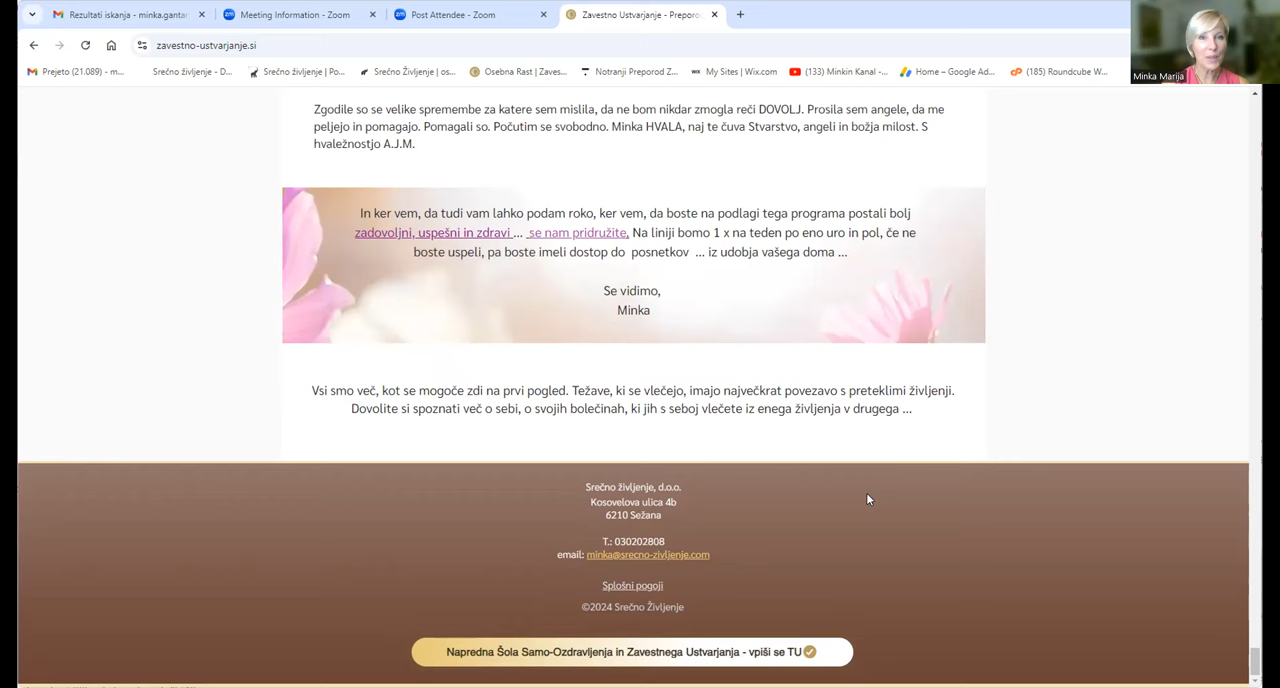 Rezultati iskanja - minka.gantar
Meeting Information - Zoom
Post Attendee - Zoom
Zavestno Ustvarjanje - Preporo
zavestno-ustvarjanje.si
Prejeto (21.089) - m...
Srečno življenje - D...
Srečno življenje | Po...
Srečno Življenje | os...
Osebna Rast | Zaves...
Notranji Preporod Z...
My Sites | Wix.com
(133) Minkin Kanal -...
Home – Google Ad...
(185) Roundcube W...
Minka Marija
Zgodile so se velike spremembe za katere sem mislila, da ne bom nikdar zmogla reči DOVOLJ. Prosila sem angele, da me
peljejo in pomagajo. Pomagali so. Počutim se svobodno. Minka HVALA, naj te čuva Stvarstvo, angeli in božja milost. S
hvaležnostjo A.J.M.
In ker vem, da tudi vam lahko podam roko, ker vem, da boste na podlagi tega programa postali bolj
zadovoljni, uspešni in zdravi ... se nam pridružite. Na liniji bomo 1 x na teden po eno uro in pol, če ne
boste uspeli, pa boste imeli dostop do posnetkov ... iz udobja vašega doma ...
Se vidimo,
Minka
Vsi smo več, kot se mogoče zdi na prvi pogled. Težave, ki se vlečejo, imajo največkrat povezavo s preteklimi življenji.
Dovolite si spoznati več o sebi, o svojih bolečinah, ki jih s seboj vlečete iz enega življenja v drugega ...
Srečno življenje, d.o.o.
Kosovelova ulica 4b
6210 Sežana
T.: 030202808
email: minka@srecno-zivljenje.com
Splošni pogoji
©2024 Srečno Življenje
Napredna Šola Samo-Ozdravljenja in Zavestnega Ustvarjanja - vpiši se TU